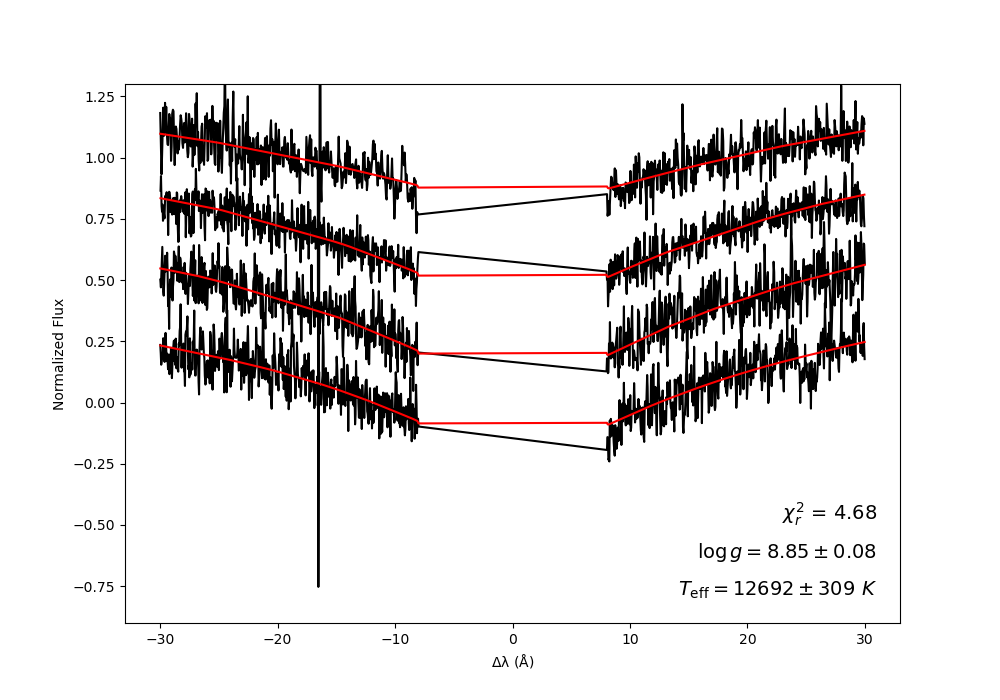 1.25
1.00
0.75
0.50
0.25
0.00
−0.25
−0.50
−0.75
Normalized Flux
χ²ᵣ = 4.68
log g = 8.85 ± 0.08
T_eff = 12692 ± 309 K
−30 −20 −10 0 10 20 30
Δλ (Å)